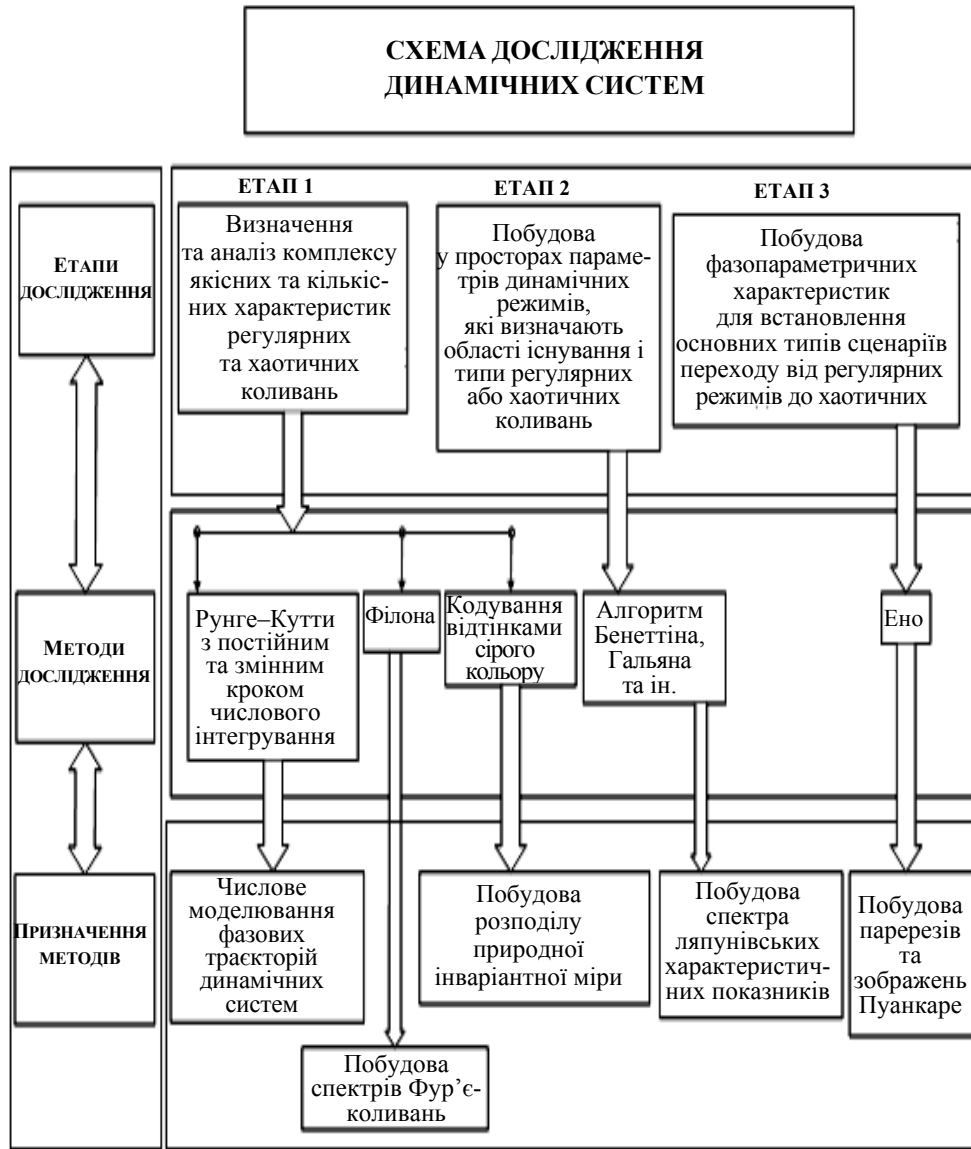 СХЕМА ДОСЛІДЖЕННЯ
ДИНАМІЧНИХ СИСТЕМ
ЕТАПИ
ДОСЛІДЖЕННЯ
ЕТАП 1
Визначення
та аналіз комплексу
якісних та кількіс-
них характеристик
регулярних
та хаотичних
коливань
ЕТАП 2
Побудова
у просторах параме-
трів динамічних
режимів,
які визначають
області існування і
типи регулярних
або хаотичних
коливань
ЕТАП 3
Побудова
фазопараметричних
характеристик
для встановлення
основних типів сценаріїв
переходу від регулярних
режимів до хаотичних
МЕТОДИ
ДОСЛІДЖЕННЯ
Рунге–Кутти
з постійним
та змінним
кроком
числового
інтегрування
Філона
Кодування
відтінками
сірого
кольору
Алгоритм
Бенеттіна,
Гальяна
та ін.
Ено
ПРИЗНАЧЕННЯ
МЕТОДІВ
Числове
моделювання
фазових
траєкторій
динамічних
систем
Побудова
спектрів Фур’є-
коливань
Побудова
розподілу
природної
інваріантної
міри
Побудова
спектра
ляпунівських
характеристич-
них показників
Побудова
паререзів
та
зображень
Пуанкаре